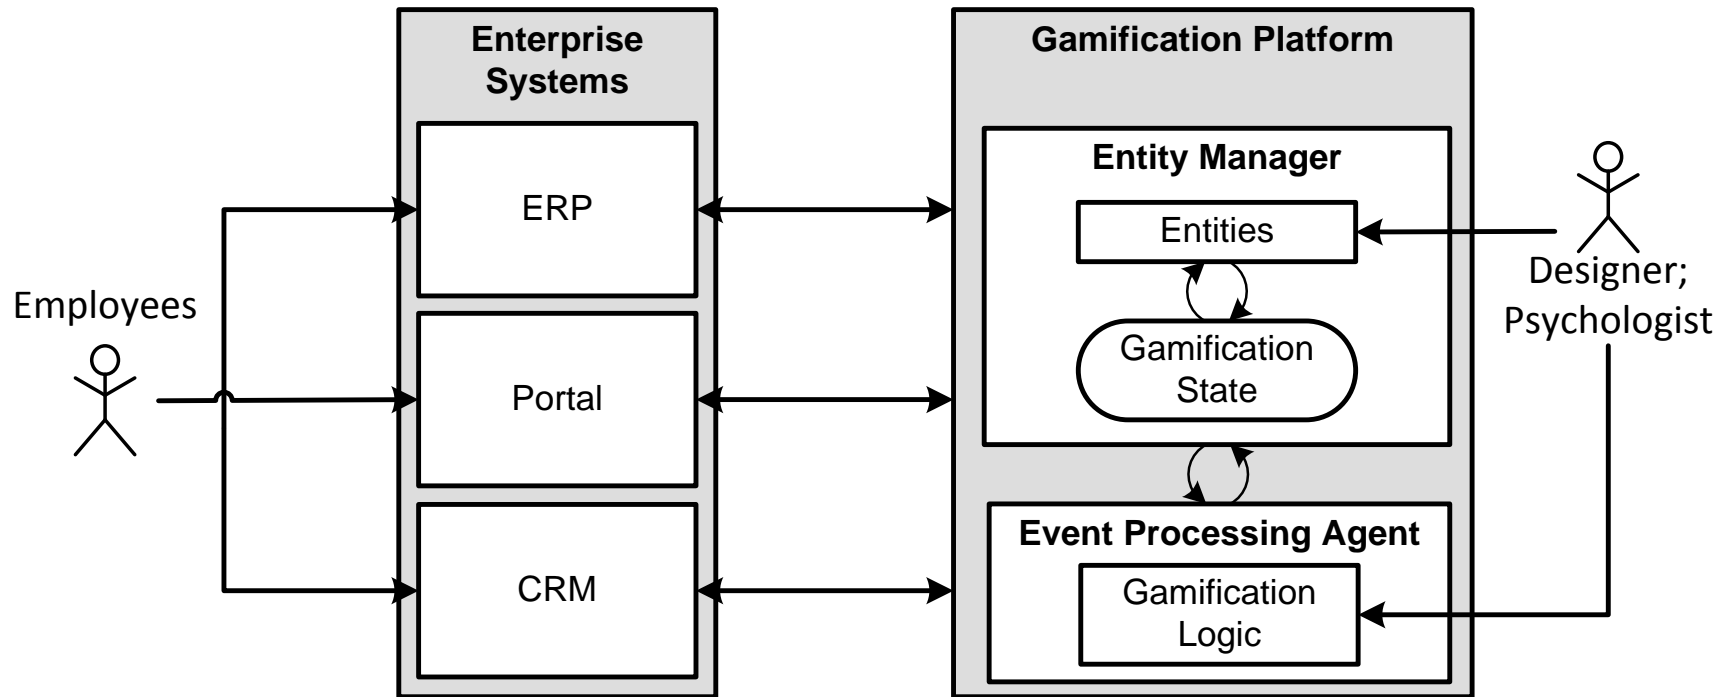 Enterprise
Systems
ERP
Portal
CRM
Employees
Gamification Platform
Entity Manager
Entities
Gamification
State
Event Processing Agent
Gamification
Logic
Designer;
Psychologist